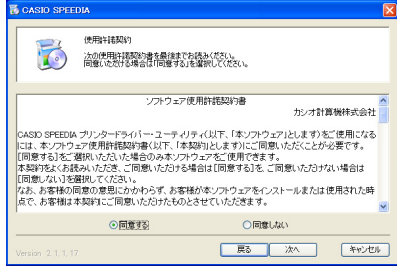 CASIO SPEEDIA
使用許諾契約
次の使用許諾契約書を最後までお読みください。
同意いただける場合は「同意する」を選択してください。
ソフトウェア使用許諾契約書
カシオ計算機株式会社
CASIO SPEEDIA プリンタードライバー・ユーティリティ(以下、「本ソフトウェア」とします)をご使用になる
には、本ソフトウェア使用許諾契約書(以下、「本契約」とします)にご同意いただくことが必要です。
[同意する]をご選択いただいた場合のみ本ソフトウェアをご使用できます。
本契約をよくお読みいただき、ご同意いただける場合は[同意する]を、ご同意いただけない場合は
[同意しない]を選択してください。
なお、お客様の同意の意思にかかわらず、お客様が本ソフトウェアをインストールまたは使用された時
点で、お客様は本契約にご同意いただけたものとさせていただきます。
同意する
同意しない
Version 2.1.1.17
戻る
次へ
キャンセル